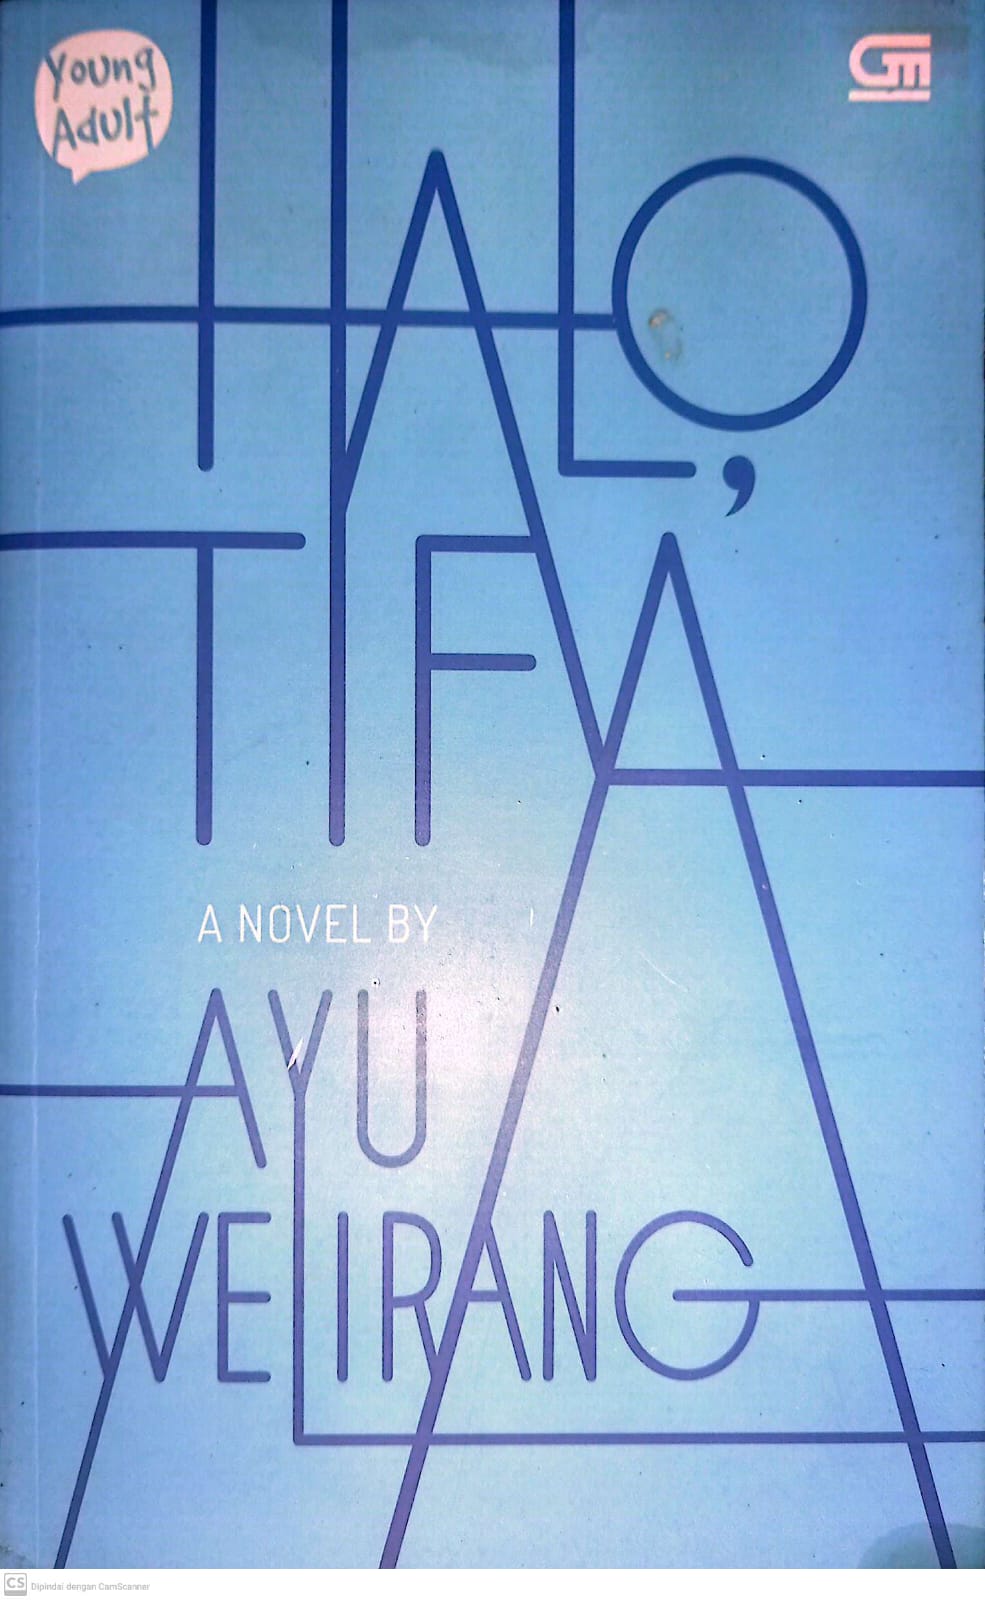 Young
Adult
GM
HALO,
TIFA
A NOVEL BY
AYU
WELIRANG
CS Dipindai dengan CamScanner